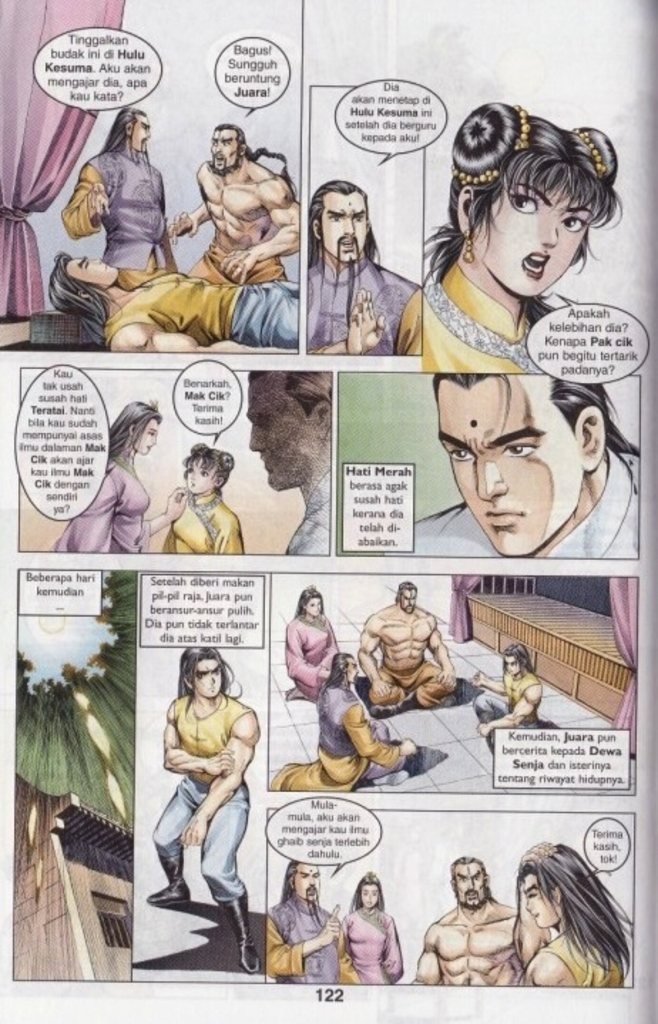 Tinggalkan
budak ini di Hulu
Kesuma. Aku akan
mengajar dia, apa
kau kata?
Bagus!
Sungguh
beruntung
Juara!
Dia
akan menetap di
Hulu Kesuma ini
setelah dia berguru
kepada aku!
Apakah
kelebihan dia?
Kenapa Pak cik
pun begitu tertarik
padanya?
Kau
tak usah
susah hati
Teratai. Nanti
bila kau sudah
mempunyai asas
ilmu dalaman Mak
Cik akan ajar
kau ilmu Mak
Cik dengan
sendiri
ya?
Benarkah,
Mak Cik?
Terima
kasih!
Hati Merah
berasa agak
susah hati
kerana dia
telah di-
abaikan.
Beberapa hari
kemudian
...
Setelah diberi makan
pil-pil raja, Juara pun
beransur-ansur pulih.
Dia pun tidak terlantar
di atas katil lagi.
Kemudian, Juara pun
bercerita kepada Dewa
Senja dan isterinya
tentang riwayat hidupnya.
Mula-
mula, aku akan
mengajar kau ilmu
ghaib senja terlebih
dahulu.
Terima
kasih,
tok!
122